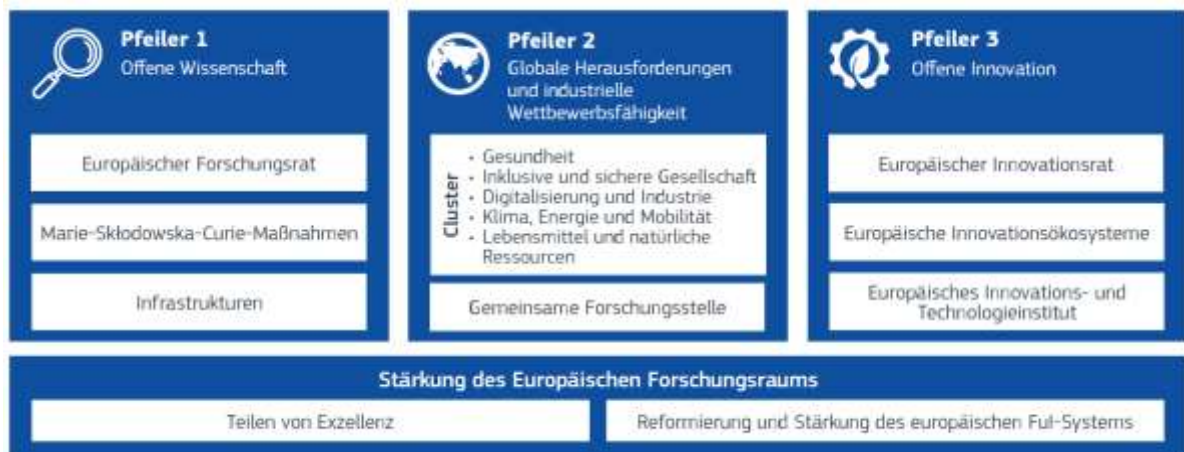 Pfeiler 1
Offene Wissenschaft
Europäischer Forschungsrat
Marie-Skłodowska-Curie-Maßnahmen
Infrastrukturen
Pfeiler 2
Globale Herausforderungen
und industrielle
Wettbewerbsfähigkeit
Cluster
• Gesundheit
• Inklusive und sichere Gesellschaft
• Digitalisierung und Industrie
• Klima, Energie und Mobilität
• Lebensmittel und natürliche
Ressourcen
Gemeinsame Forschungsstelle
Pfeiler 3
Offene Innovation
Europäischer Innovationsrat
Europäische Innovationsökosysteme
Europäisches Innovations- und
Technologieinstitut
Stärkung des Europäischen Forschungsraums
Teilen von Exzellenz
Reformierung und Stärkung des europäischen FuI-Systems